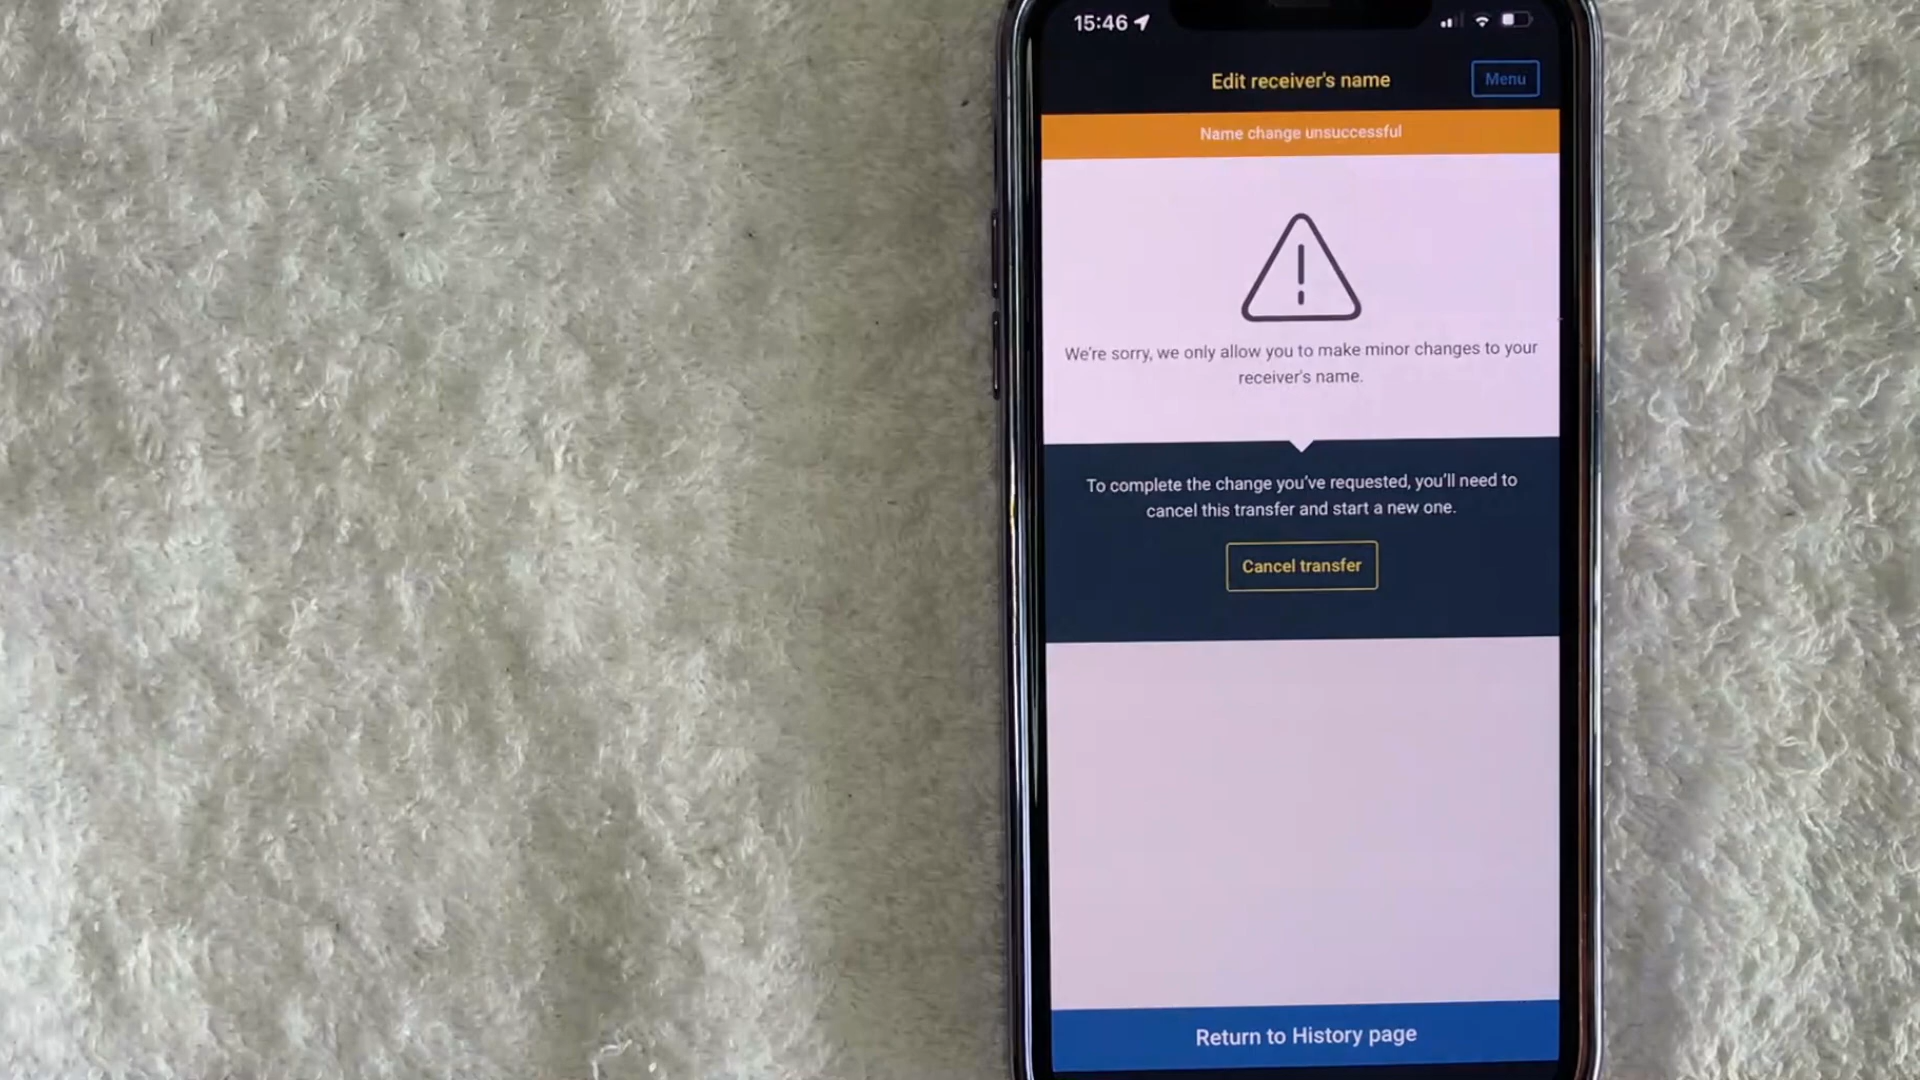 15:46
Edit receiver's name
Menu
Name change unsuccessful
We're sorry, we only allow you to make minor changes to your
receiver's name.
To complete the change you've requested, you'll need to
cancel this transfer and start a new one.
Cancel transfer
Return to History page